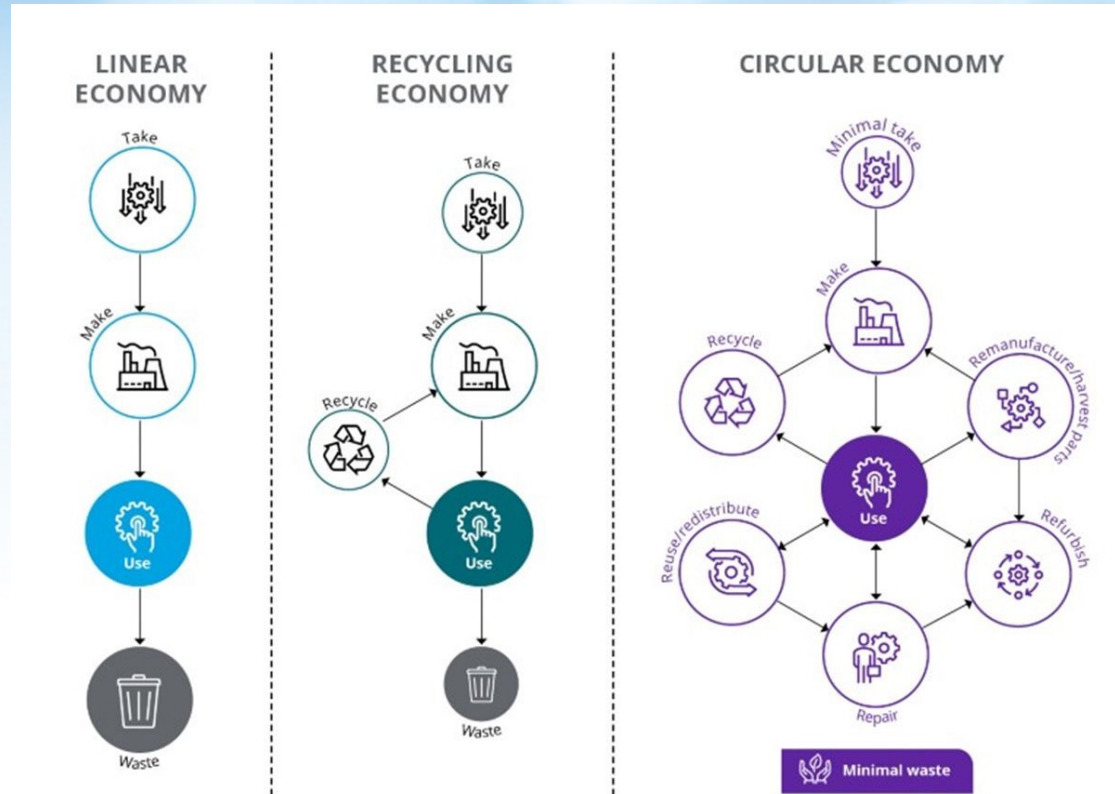 LINEAR
ECONOMY
Take
Make
Use
Waste
RECYCLING
ECONOMY
Take
Make
Recycle
Use
Waste
CIRCULAR ECONOMY
Minimal take
Make
Recycle
Remanufacture/harvest parts
Use
Reuse/redistribute
Refurbish
Repair
Minimal waste